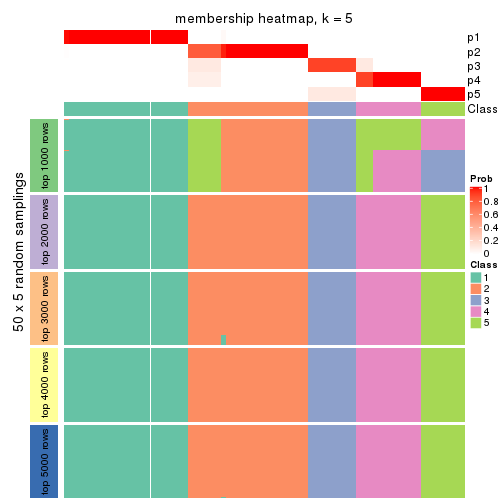 membership heatmap, k = 5
p1
p2
p3
p4
p5
Class
50 x 5 random samplings
top 1000 rows
top 2000 rows
top 3000 rows
top 4000 rows
top 5000 rows
Prob
1
0.8
0.6
0.4
0.2
0
Class
1
2
3
4
5